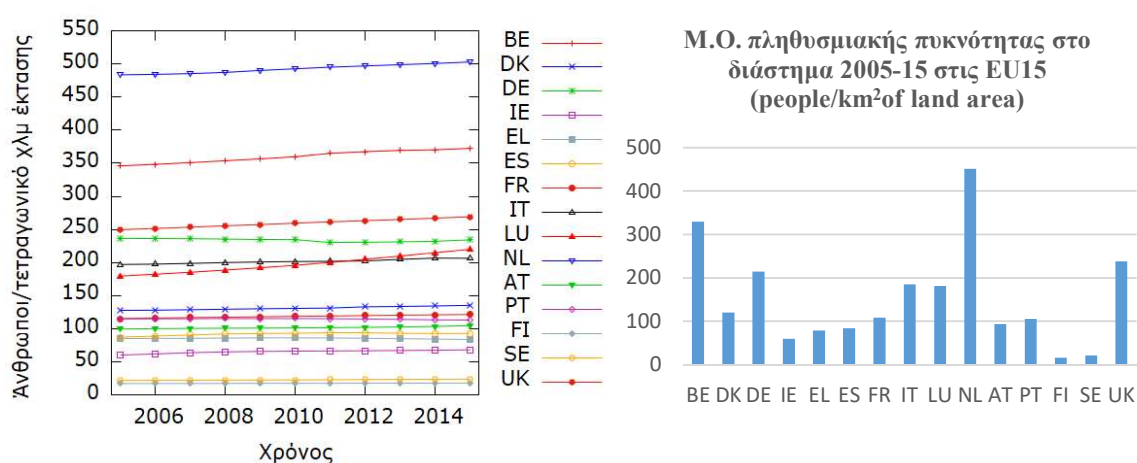 Άνθρωποι/τετραγωνικό χλμ έκτασης
550
500
450
400
350
300
250
200
150
100
50
0
2006 2008 2010 2012 2014
Χρόνος
BE
DK
DE
IE
EL
ES
FR
IT
LU
NL
AT
PT
FI
SE
UK
Μ.Ο. πληθυσμιακής πυκνότητας στο
διάστημα 2005-15 στις EU15
(people/km²of land area)
500
400
300
200
100
0
BE DK DE IE EL ES FR IT LU NL AT PT FI SE UK